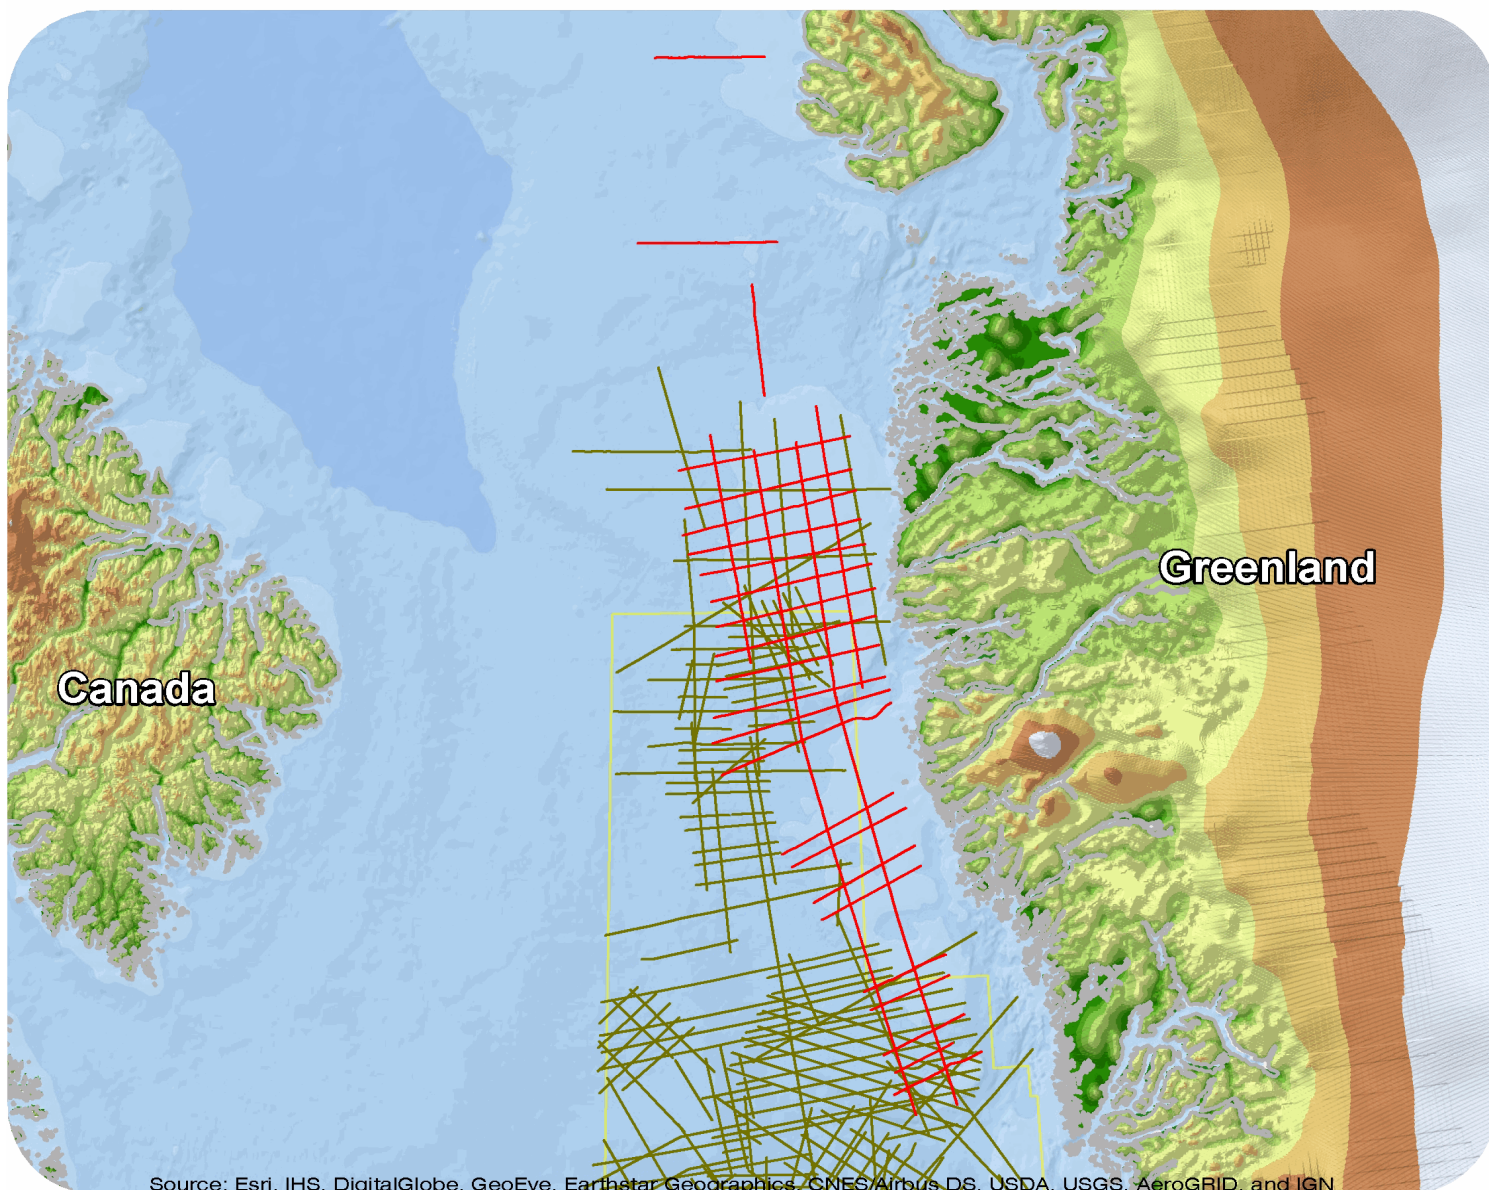 Greenland
Canada
Source: Esri, IHS, DigitalGlobe, GeoEye, Earthstar Geographics, CNES/Airbus DS, USDA, USGS, AeroGRID, and IGN